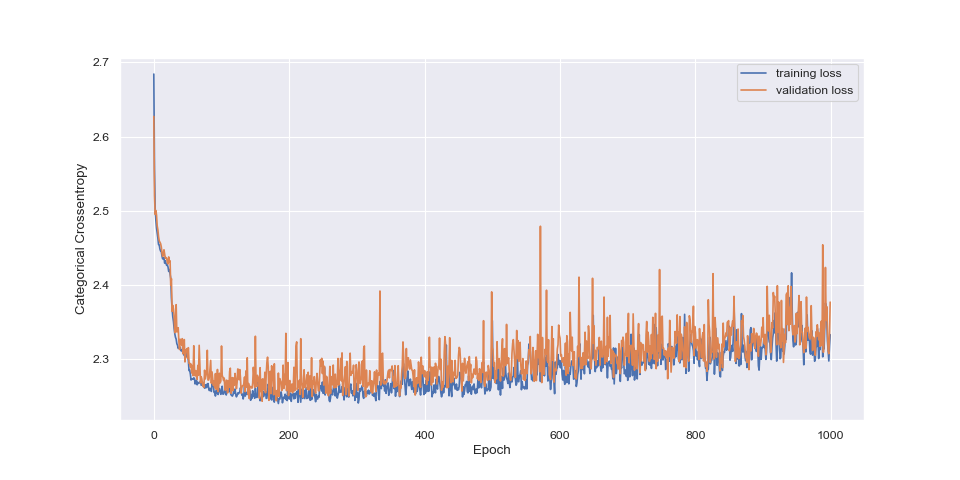 2.7
2.6
2.5
2.4
2.3
Categorical Crossentropy
training loss
validation loss
0
200
400
600
800
1000
Epoch